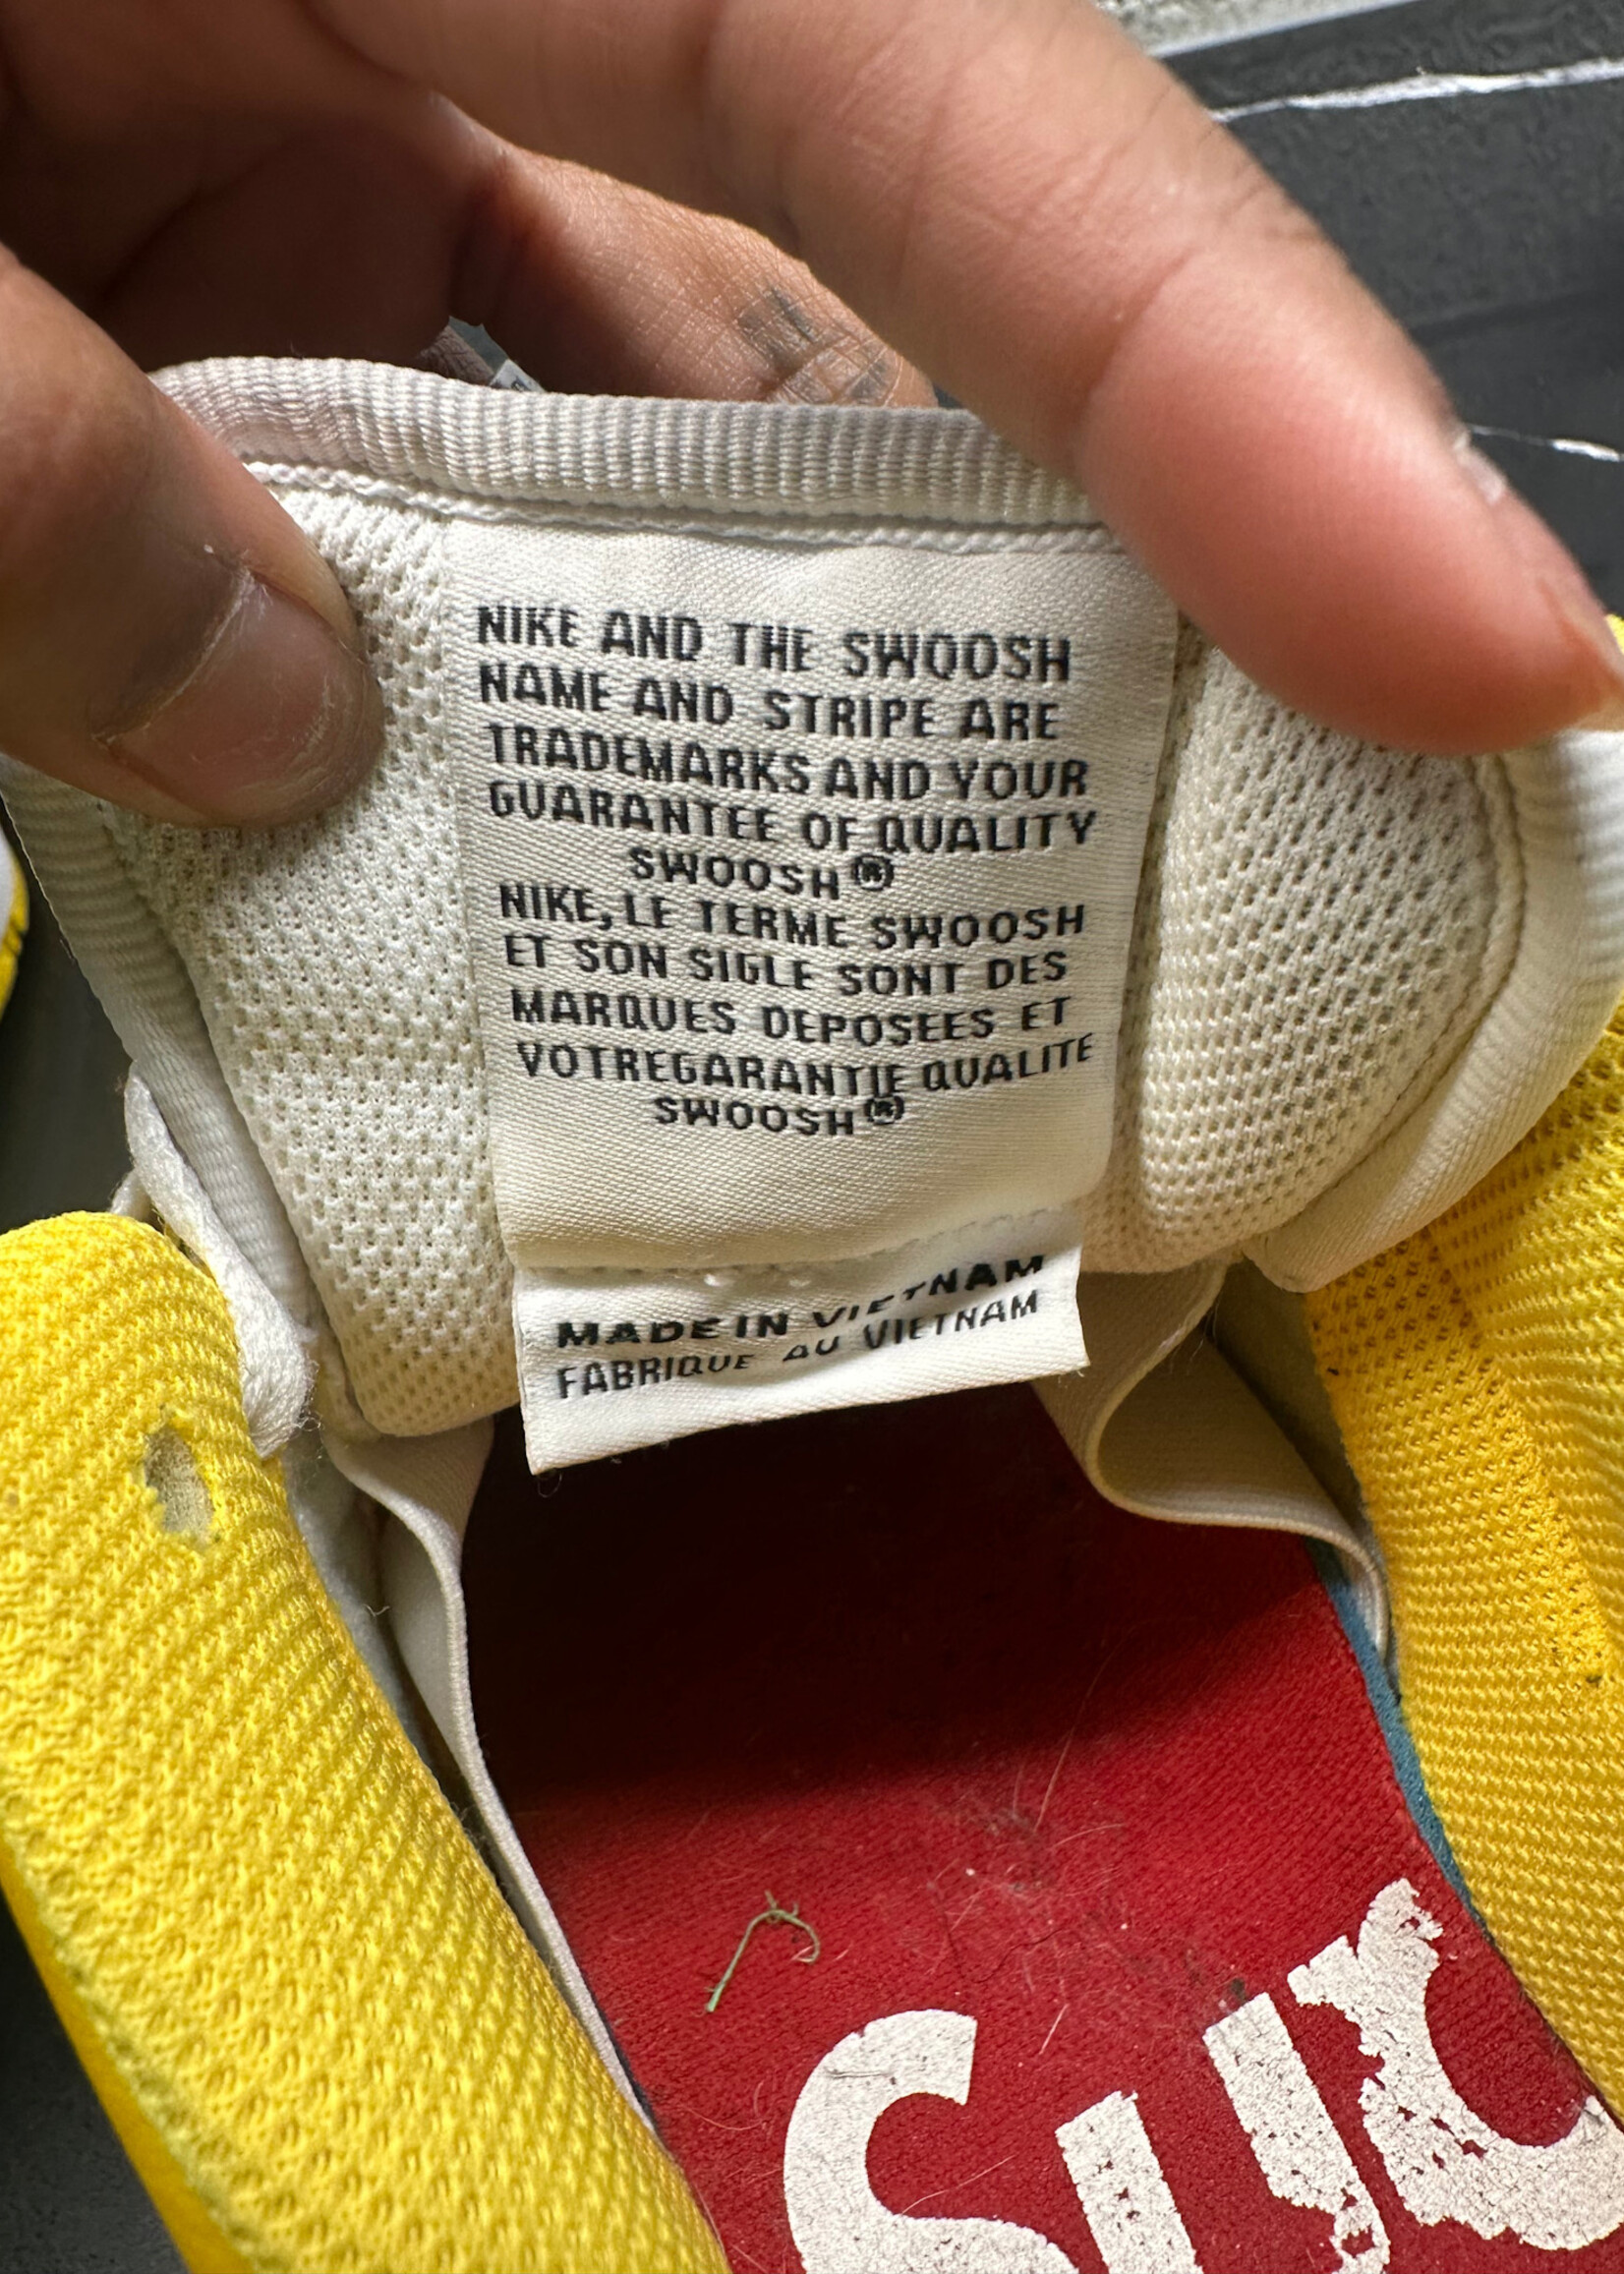 NIKE AND THE SWOOSH
NAME AND STRIPE ARE
TRADEMARKS AND YOUR
GUARANTEE OF QUALITY
SWOOSH®
NIKE, LE TERME SWOOSH
ET SON SIGLE SONT DES
MARQUES DEPOSEES ET
VOTREGARANTIE QUALITE
SWOOSH®
MADE IN VIETNAM
FABRIQUE AU VIETNAM
Sup